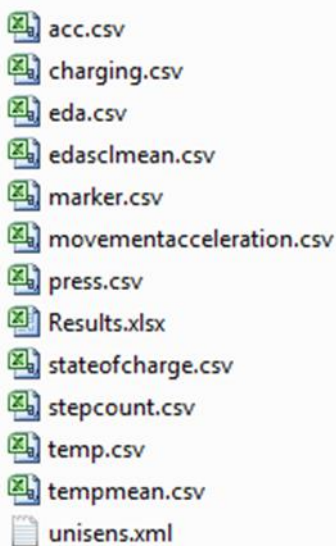 acc.csv
charging.csv
eda.csv
edasclmean.csv
marker.csv
movementacceleration.csv
press.csv
Results.xlsx
stateofcharge.csv
stepcount.csv
temp.csv
tempmean.csv
unisens.xml